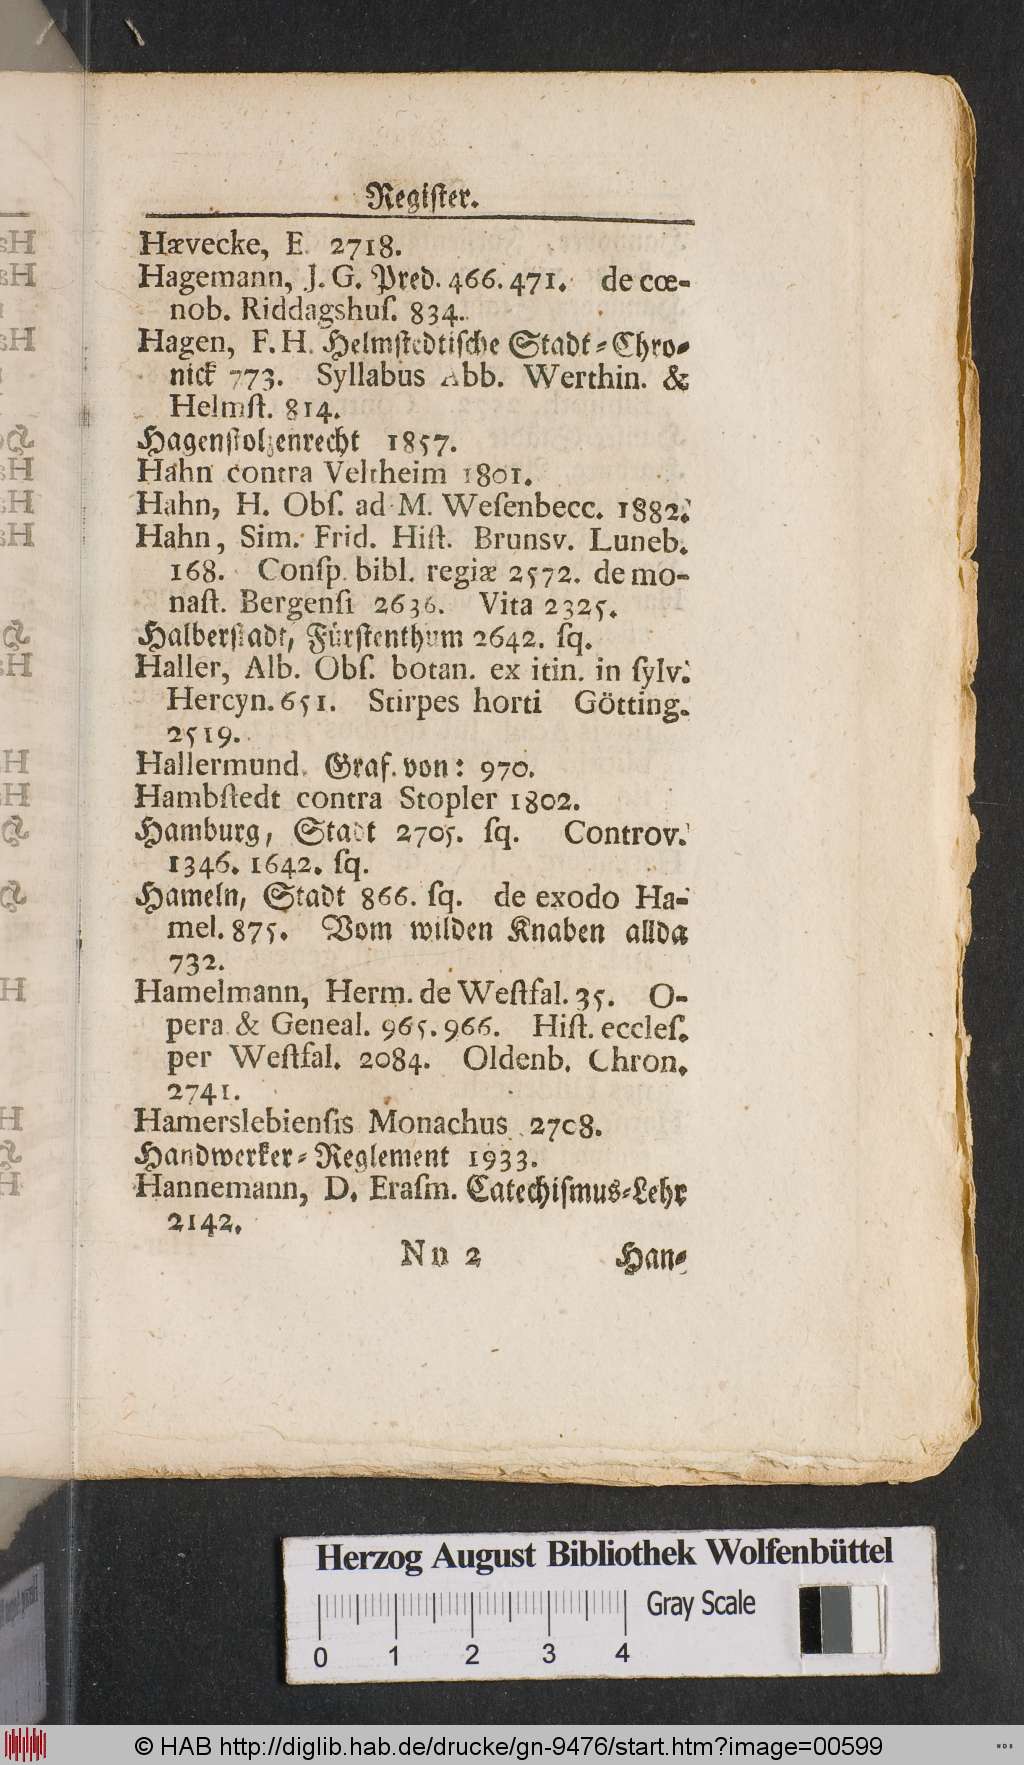 Regiſter.
Hævecke, E. 2718.
Hagemann, J. G. Pred. 466. 471. de cœ-
nob. Riddagshuſ. 834.
Hagen, F. H. Helmſtedtiſche Stadt-Chro-
nick 773. Syllabus Abb. Werthin. &
Helmſt. 814.
Hagenſtolzenrecht 1857.
Hahn contra Veltheim 1801.
Hahn, H. Obſ. ad M. Weſenbecc. 1882.
Hahn, Sim. Frid. Hiſt. Brunsv. Luneb.
168. Conſp. bibl. regiæ 2572. de mo-
naſt. Bergenſi 2636. Vita 2325.
Halberſtadt, Fürſtenthum 2642. ſq.
Haller, Alb. Obſ. botan. ex itin. in ſylv.
Hercyn. 651. Stirpes horti Götting.
2519.
Hallermund. Graf. von: 970.
Hambſtedt contra Stopler 1802.
Hamburg, Stadt 2705. ſq. Controv.
1346. 1642. ſq.
Hameln, Stadt 866. ſq. de exodo Ha-
mel. 875. Vom wilden Knaben allda
732.
Hamelmann, Herm. de Weſtfal. 35. O-
pera & Geneal. 965. 966. Hiſt. eccleſ.
per Weſtfal. 2084. Oldenb. Chron.
2741.
Hamerslebienſis Monachus 2708.
Handwerker-Reglement 1933.
Hannemann, D. Eraſm. Catechiſmus-Lehr
2142.
Nn 2 Han-
Herzog August Bibliothek Wolfenbüttel
Gray Scale
0 1 2 3 4
© HAB http://diglib.hab.de/drucke/gn-9476/start.htm?image=00599